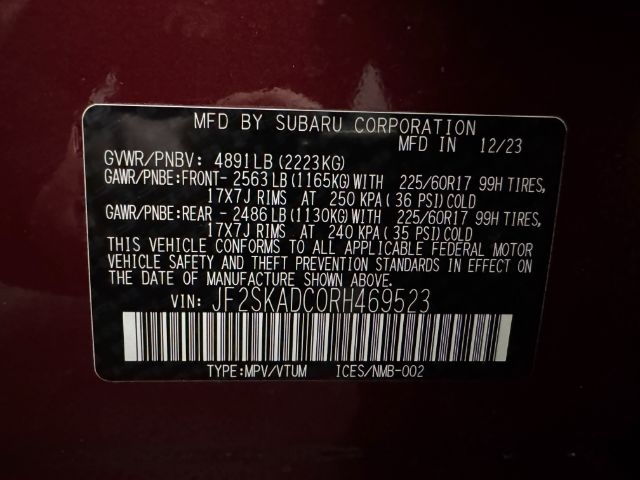 MFD BY SUBARU CORPORATION
MFD IN 12/23
GVWR/PNBV: 4891LB (2223KG)
GAWR/PNBE:FRONT- 2563 LB (1165KG) WITH 225/60R17 99H TIRES,
17X7J RIMS AT 250 KPA ( 36 PSI) COLD
GAWR/PNBE:REAR - 2486 LB (1130KG) WITH 225/60R17 99H TIRES,
17X7J RIMS AT 240 KPA ( 35 PSI) COLD
THIS VEHICLE CONFORMS TO ALL APPLICABLE FEDERAL MOTOR
VEHICLE SAFETY AND THEFT PREVENTION STANDARDS IN EFFECT ON
THE DATE OF MANUFACTURE SHOWN ABOVE.
VIN: JF2SKADC0RH469523
TYPE:MPV/VTUM ICES/NMB-002